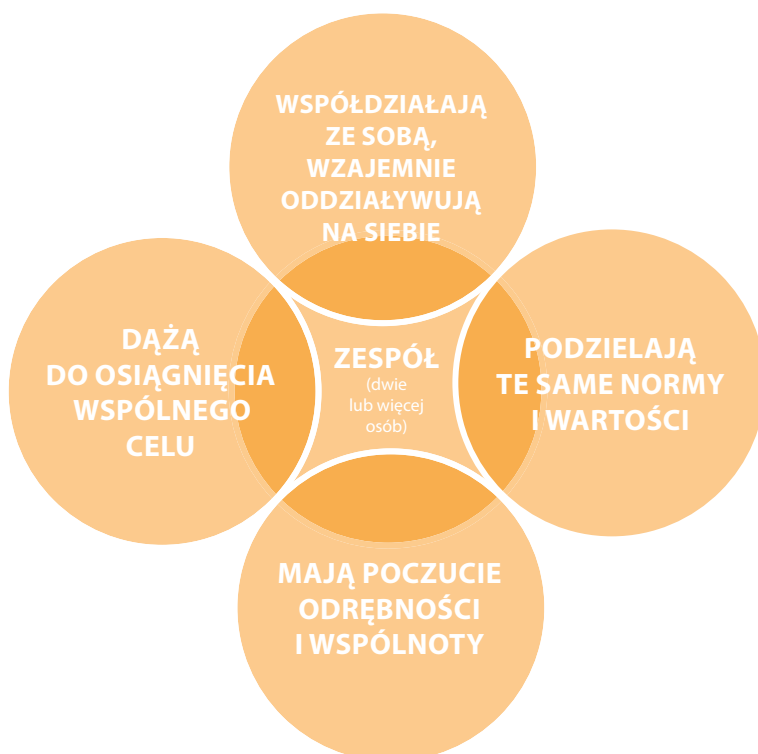 WSPÓŁDZIAŁAJĄ
ZE SOBĄ,
WZAJEMNIE
ODDZIAŁYWUJĄ
NA SIEBIE
DĄŻĄ
DO OSIĄGNIĘCIA
WSPÓLNEGO
CELU
ZESPÓŁ
(dwie
lub więcej
osób)
PODZIELAJĄ
TE SAME NORMY
I WARTOŚCI
MAJĄ POCZUCIE
ODRĘBNOŚCI
I WSPÓLNOTY